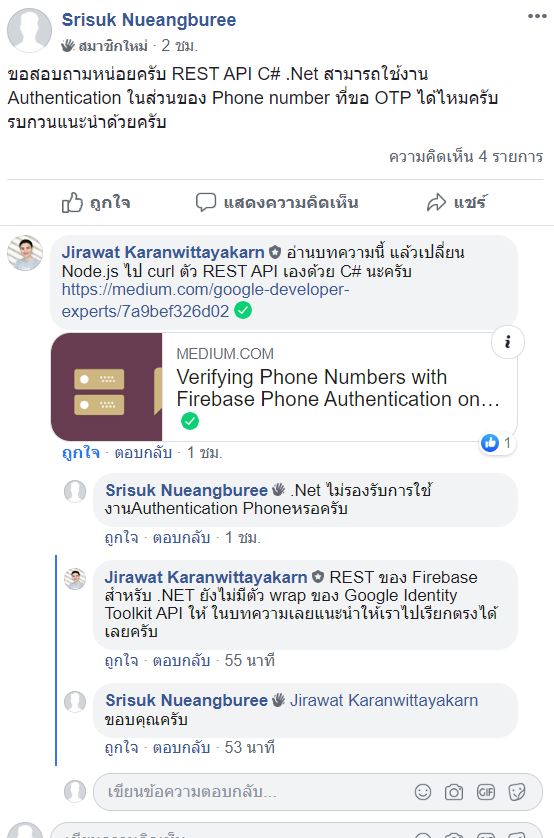 Srisuk Nueangburee
สมาชิกใหม่ · 2 ชม.
ขอสอบถามหน่อยครับ REST API C# .Net สามารถใช้งาน
Authentication ในส่วนของ Phone number ที่ขอ OTP ได้ไหมครับ
รบกวนแนะนำด้วยครับ
ความคิดเห็น 4 รายการ
ถูกใจ แสดงความคิดเห็น แชร์
Jirawat Karanwittayakarn อ่านบทความนี้ แล้วเปลี่ยน
Node.js ไป curl ตัว REST API เองด้วย C# นะครับ
https://medium.com/google-developer-
experts/7a9bef326d02
MEDIUM.COM
Verifying Phone Numbers with
Firebase Phone Authentication on…
1
ถูกใจ · ตอบกลับ · 1 ชม.
Srisuk Nueangburee .Net ไม่รองรับการใช้
งานAuthentication Phoneหรอครับ
ถูกใจ · ตอบกลับ · 1 ชม.
Jirawat Karanwittayakarn REST ของ Firebase
สำหรับ .NET ยังไม่มีตัว wrap ของ Google Identity
Toolkit API ให้ ในบทความเลยแนะนำให้เราไปเรียกตรงได้
เลยครับ
ถูกใจ · ตอบกลับ · 55 นาที
Srisuk Nueangburee Jirawat Karanwittayakarn
ขอบคุณครับ
ถูกใจ · ตอบกลับ · 53 นาที
เขียนข้อความตอบกลับ...
GIF